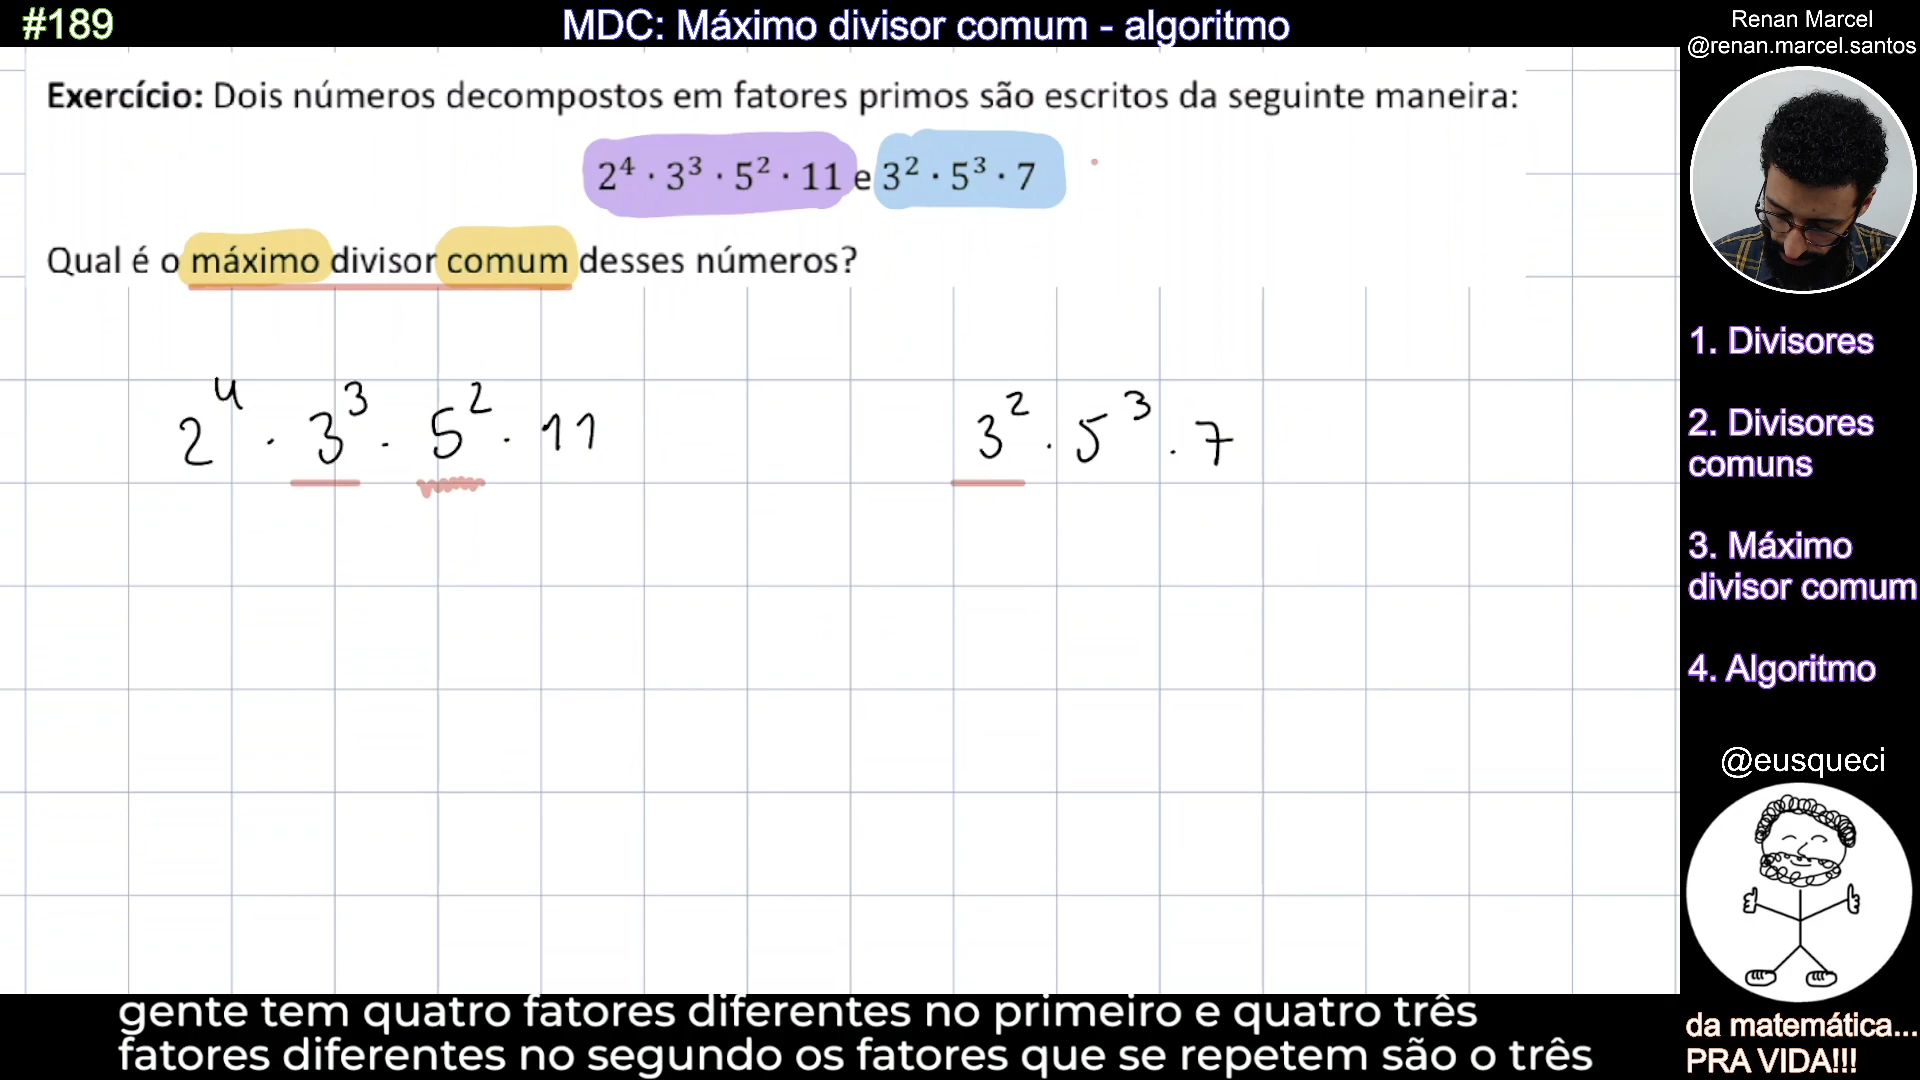 #189
MDC: Máximo divisor comum - algoritmo
Renan Marcel
@renan.marcel.santos
Exercício: Dois números decompostos em fatores primos são escritos da seguinte maneira:
2⁴ · 3³ · 5² · 11 e 3² · 5³ · 7
Qual é o máximo divisor comum desses números?
2⁴ · 3³ · 5² · 11
3² · 5³ · 7
1. Divisores
2. Divisores
comuns
3. Máximo
divisor comum
4. Algoritmo
@eusqueci
da matemática...
PRA VIDA!!!
gente tem quatro fatores diferentes no primeiro e quatro três
fatores diferentes no segundo os fatores que se repetem são o três